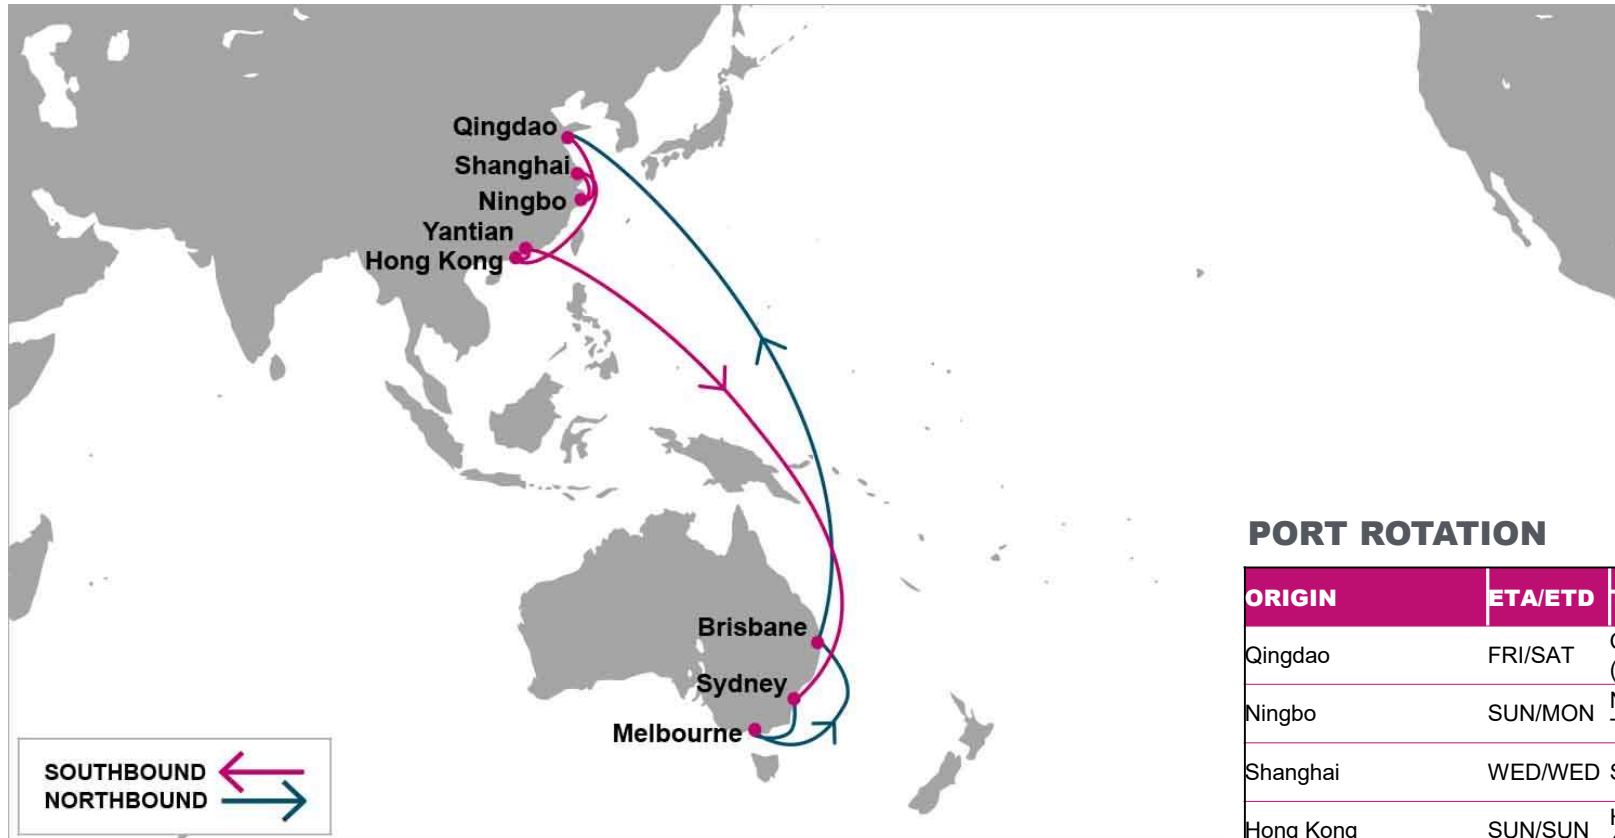 Qingdao
Shanghai
Ningbo
Yantian
Hong Kong
Brisbane
Sydney
Melbourne
SOUTHBOUND
NORTHBOUND
PORT ROTATION
ORIGIN ETA/ETD
Qingdao FRI/SAT
Ningbo SUN/MON
Shanghai WED/WED
Hong Kong SUN/SUN